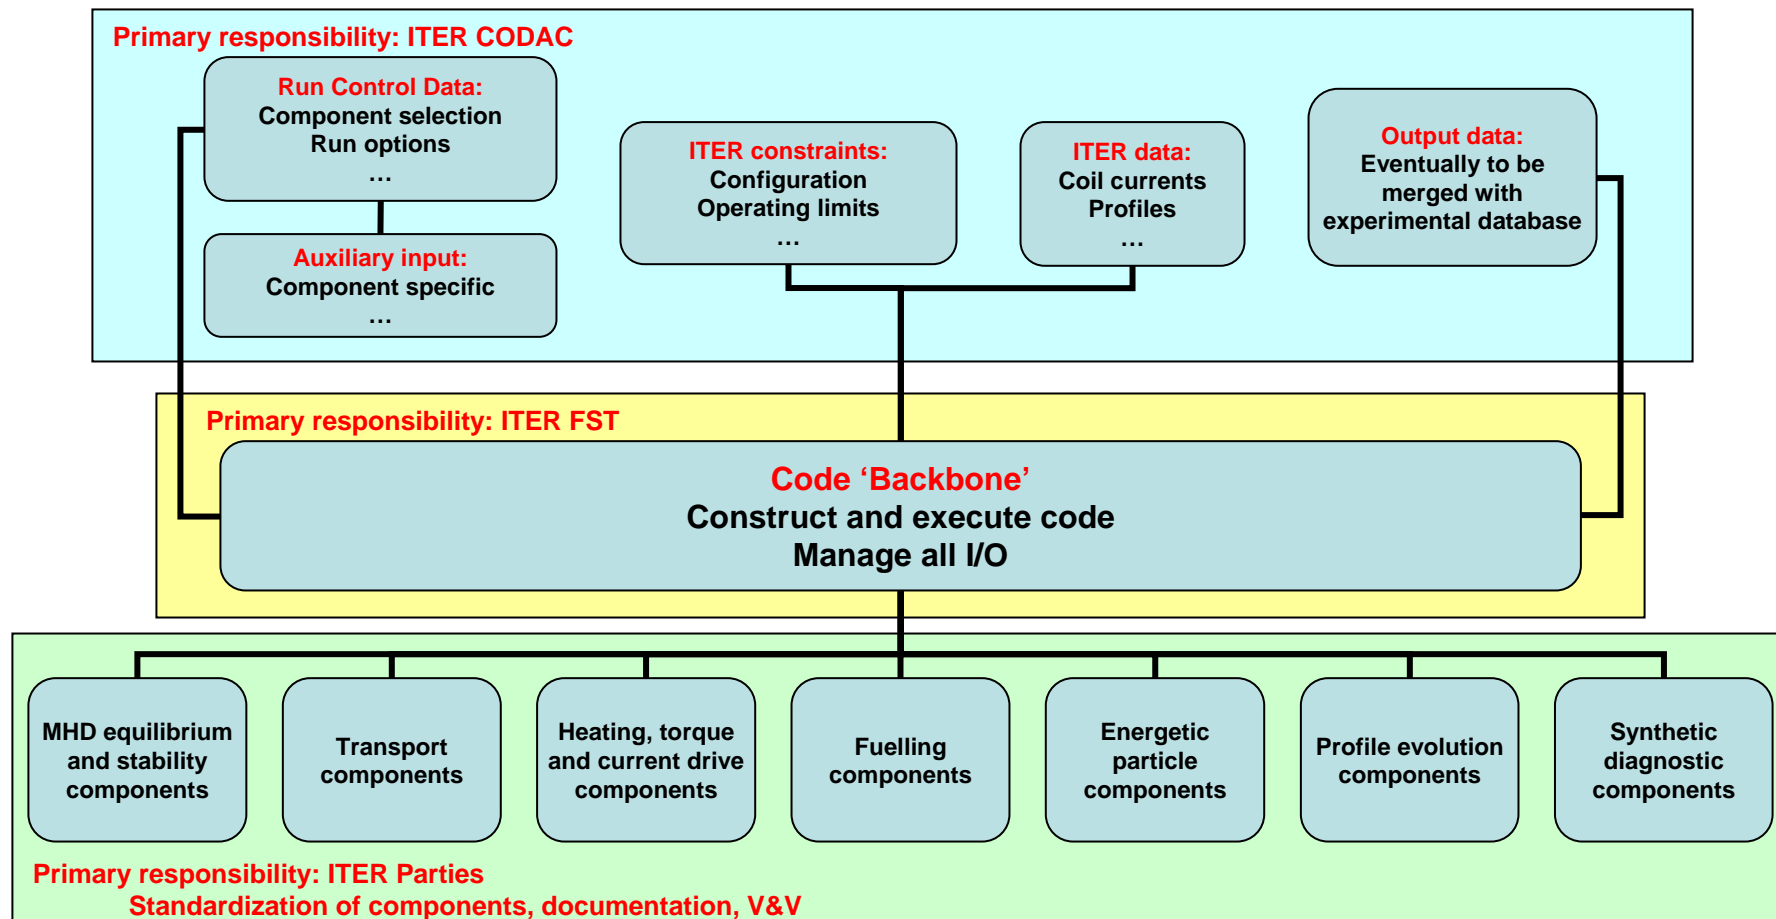 Primary responsibility: ITER CODAC
Run Control Data:
Component selection
Run options
…
Auxiliary input:
Component specific
…
ITER constraints:
Configuration
Operating limits
…
ITER data:
Coil currents
Profiles
…
Output data:
Eventually to be
merged with
experimental database
Primary responsibility: ITER FST
Code ‘Backbone’
Construct and execute code
Manage all I/O
MHD equilibrium
and stability
components
Transport
components
Heating, torque
and current drive
components
Fuelling
components
Energetic
particle
components
Profile evolution
components
Synthetic
diagnostic
components
Primary responsibility: ITER Parties
Standardization of components, documentation, V&V